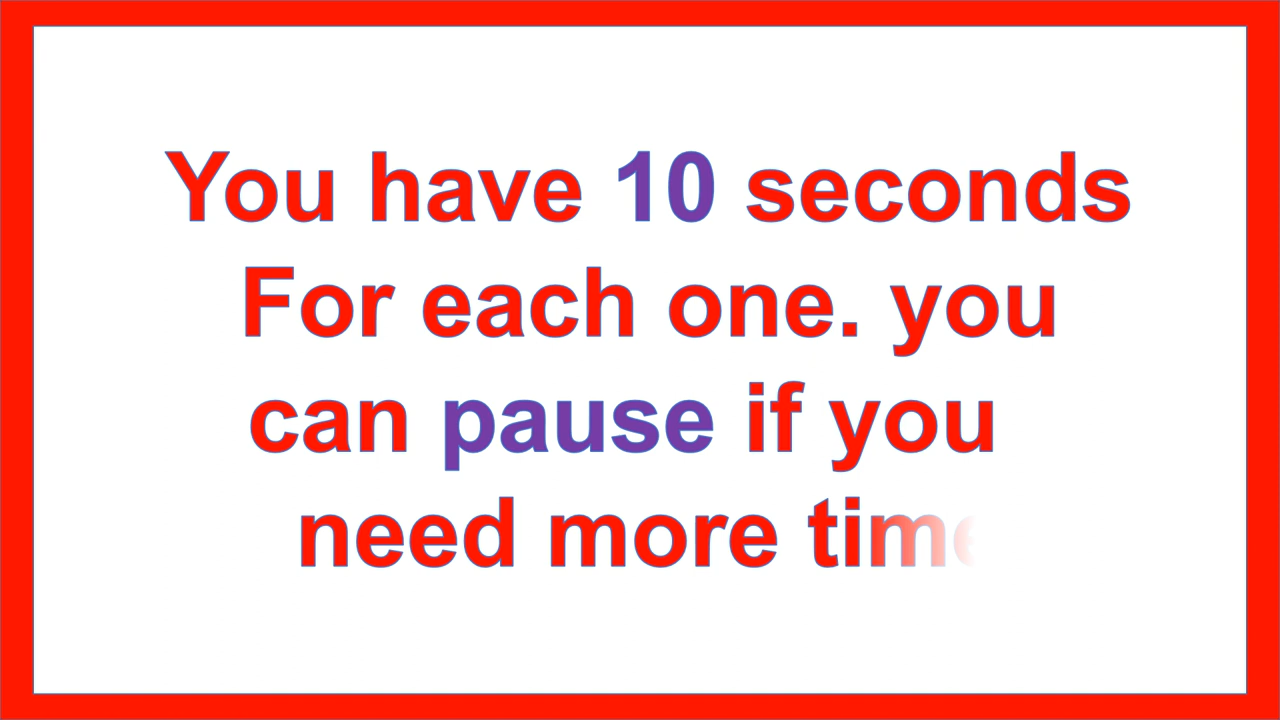 You have 10 seconds
For each one. you
can pause if you
need more time